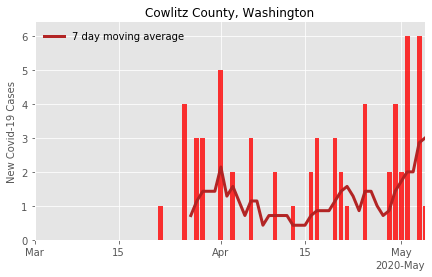 Cowlitz County, Washington
7 day moving average
New Covid-19 Cases
6
5
4
3
2
1
0
Mar 15 Apr 15 May
2020-May